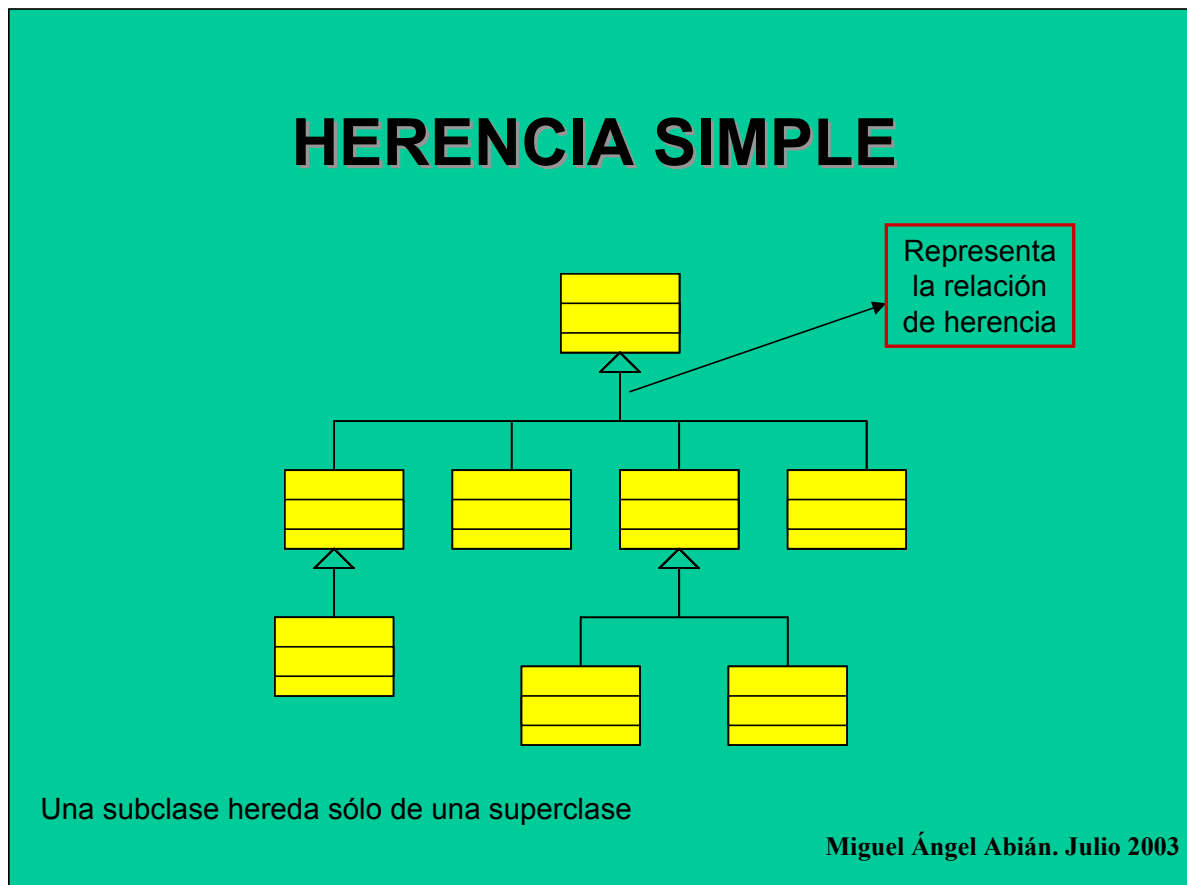 HERENCIA SIMPLE
Representa
la relación
de herencia
Una subclase hereda sólo de una superclase
Miguel Ángel Abián. Julio 2003